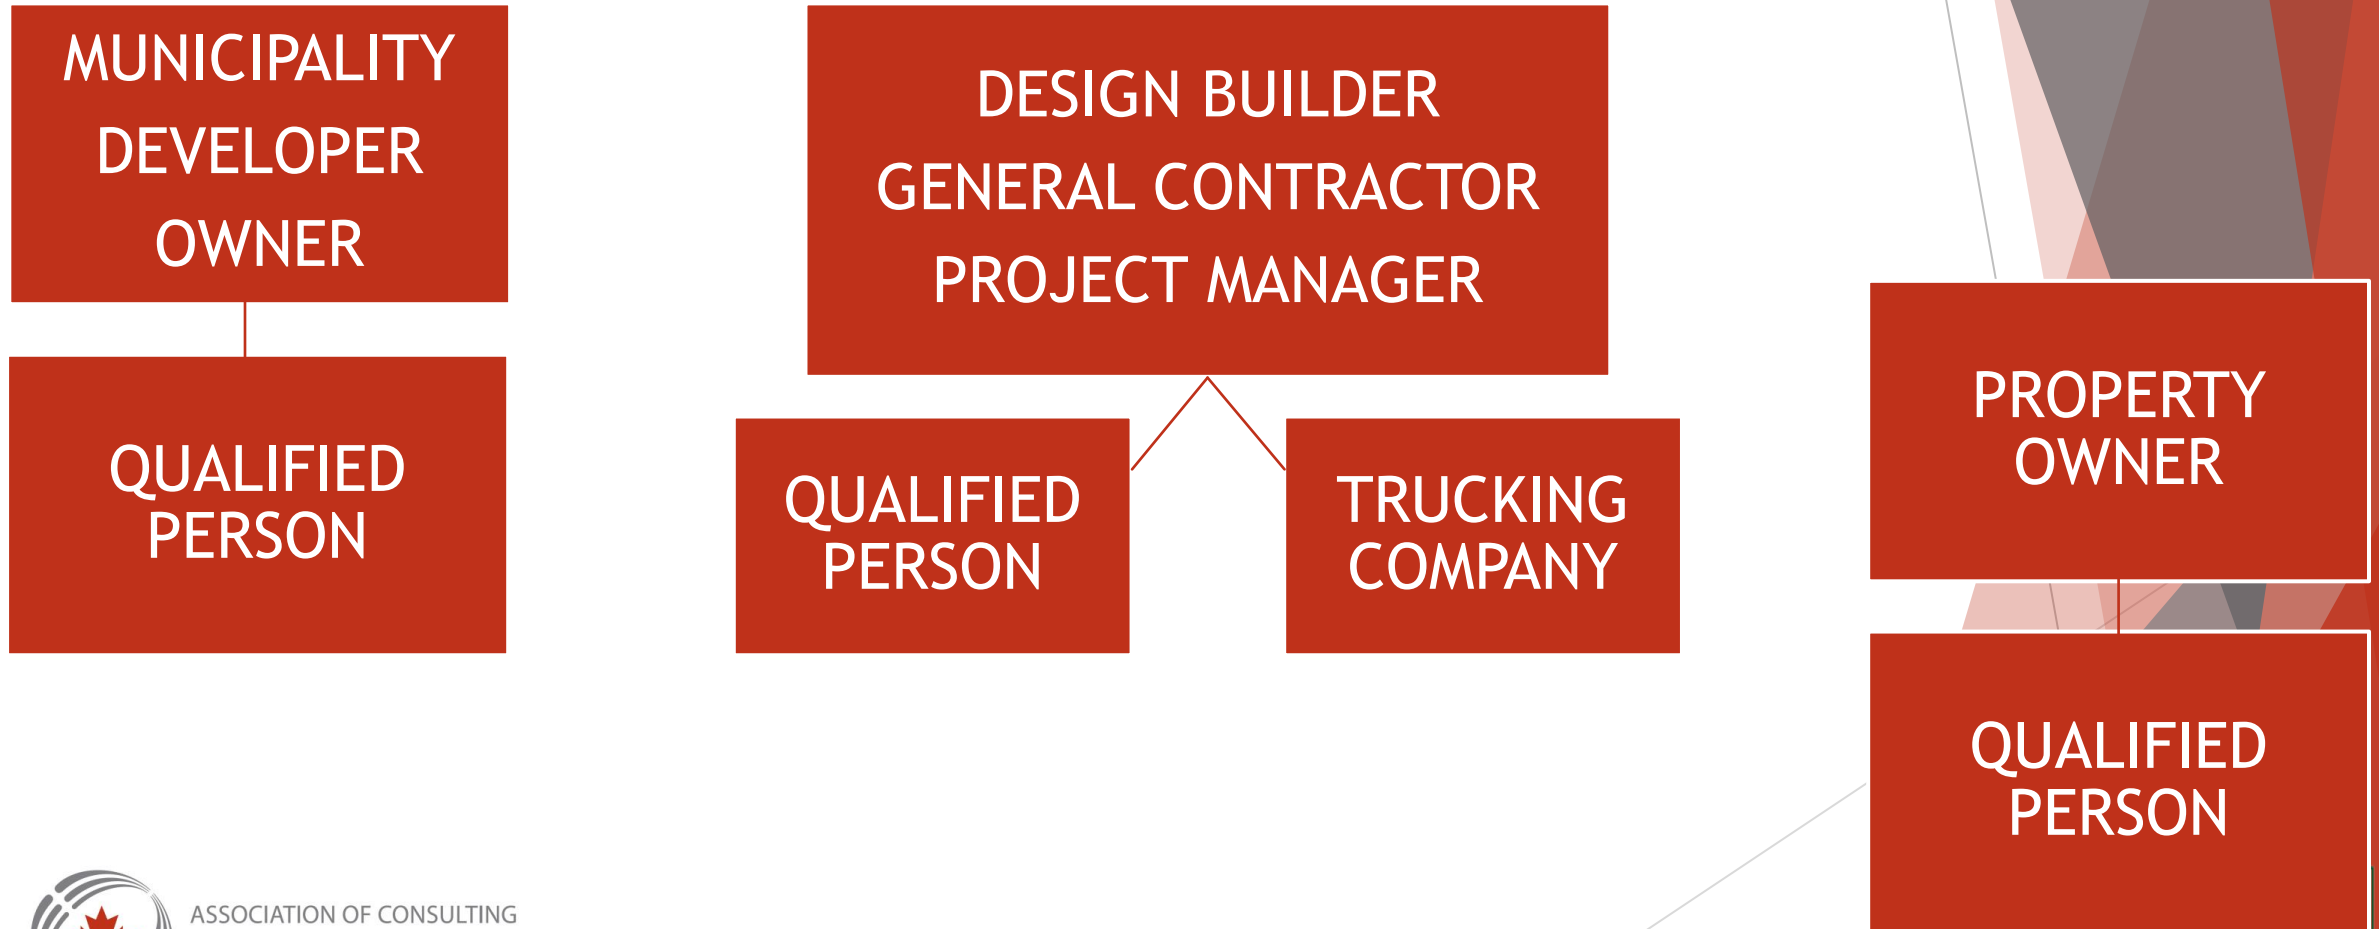 MUNICIPALITY
DEVELOPER
OWNER
QUALIFIED
PERSON
DESIGN BUILDER
GENERAL CONTRACTOR
PROJECT MANAGER
QUALIFIED
PERSON
TRUCKING
COMPANY
PROPERTY
OWNER
QUALIFIED
PERSON
ASSOCIATION OF CONSULTING